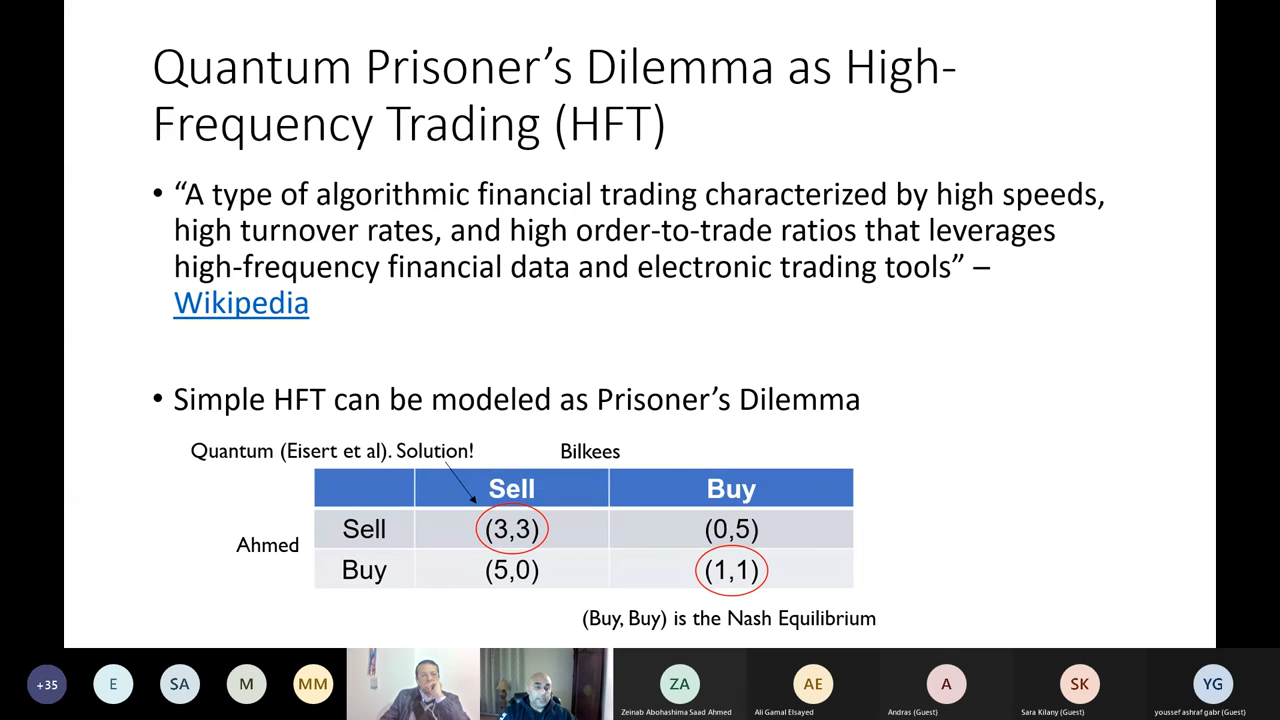 Quantum Prisoner’s Dilemma as High-
Frequency Trading (HFT)
• “A type of algorithmic financial trading characterized by high speeds,
high turnover rates, and high order-to-trade ratios that leverages
high-frequency financial data and electronic trading tools” –
Wikipedia
• Simple HFT can be modeled as Prisoner’s Dilemma
Quantum (Eisert et al). Solution! Bilkees
Sell Buy
Sell (3,3) (0,5)
Ahmed
Buy (5,0) (1,1)
(Buy, Buy) is the Nash Equilibrium
+35 E SA M MM ZA AE A SK YG
Zeinab Abohashima Saad Ahmed Ali Gamal Elsayed Andras (Guest) Sara Kilany (Guest) youssef ashraf gabr (Guest)